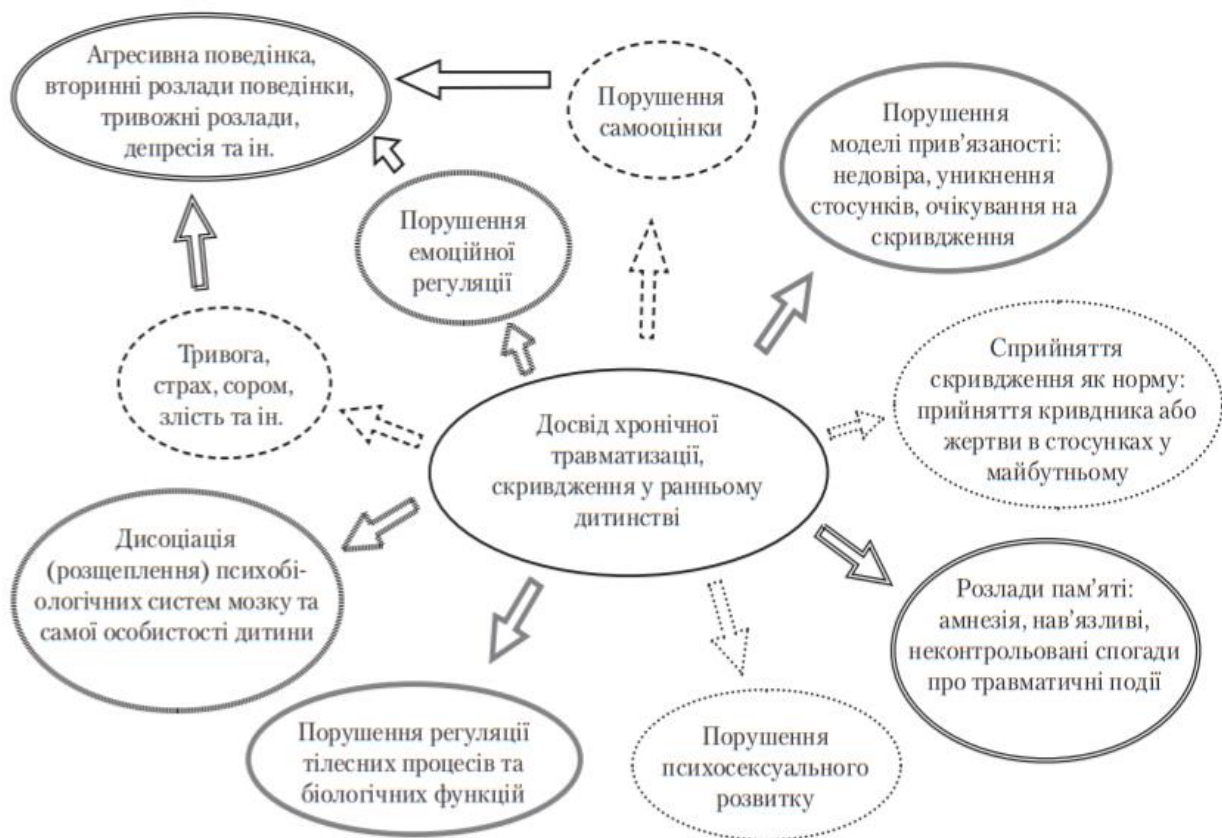 Агресивна поведінка,
вторинні розлади поведінки,
тривожні розлади,
депресія та ін.
Порушення
самооцінки
Порушення
моделі прив’язаності:
недовіра, уникнення
стосунків, очікування на
скривдження
Порушення
емоційної
регуляції
Тривога,
страх, сором,
злість та ін.
Сприйняття
скривдження як норму:
прийняття кривдника або
жертви в стосунках у
майбутньому
Досвід хронічної
травматизації,
скривдження у ранньому
дитинстві
Дисоціація
(розщеплення) психобі-
ологічних систем мозку та
самої особистості дитини
Розлади пам’яті:
амнезія, нав’язливі,
неконтрольовані спогади
про травматичні події
Порушення регуляції
тілесних процесів та
біологічних функцій
Порушення
психосексуального
розвитку